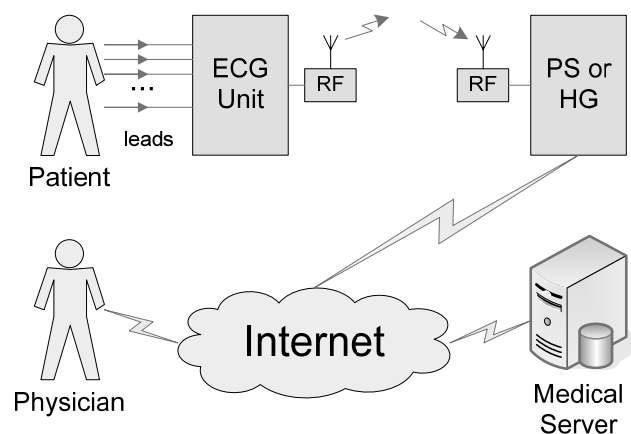 ECG
Unit
RF
RF
PS or
HG
...
leads
Patient
Internet
Physician
Medical
Server